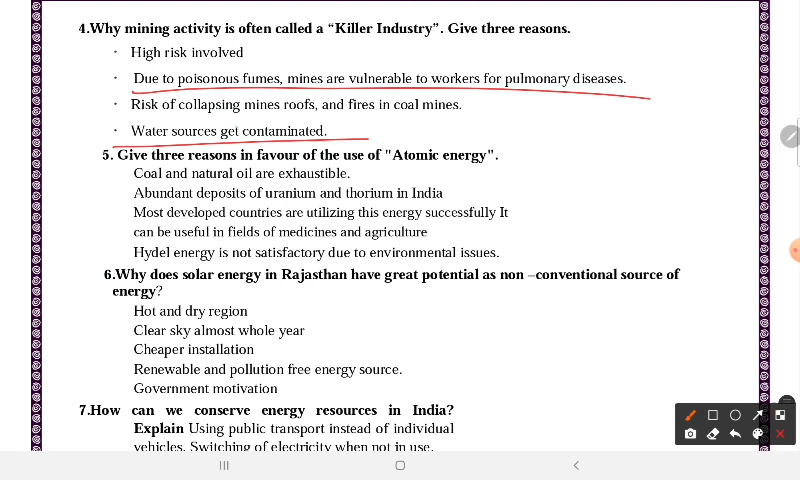 4.Why mining activity is often called a “Killer Industry”. Give three reasons.
· High risk involved
· Due to poisonous fumes, mines are vulnerable to workers for pulmonary diseases.
· Risk of collapsing mines roofs, and fires in coal mines.
· Water sources get contaminated.
5. Give three reasons in favour of the use of "Atomic energy".
Coal and natural oil are exhaustible.
Abundant deposits of uranium and thorium in India
Most developed countries are utilizing this energy successfully It
can be useful in fields of medicines and agriculture
Hydel energy is not satisfactory due to environmental issues.
6.Why does solar energy in Rajasthan have great potential as non –conventional source of
energy?
Hot and dry region
Clear sky almost whole year
Cheaper installation
Renewable and pollution free energy source.
Government motivation
7.How can we conserve energy resources in India?
Explain Using public transport instead of individual
vehicles. Switching of electricity when not in use.